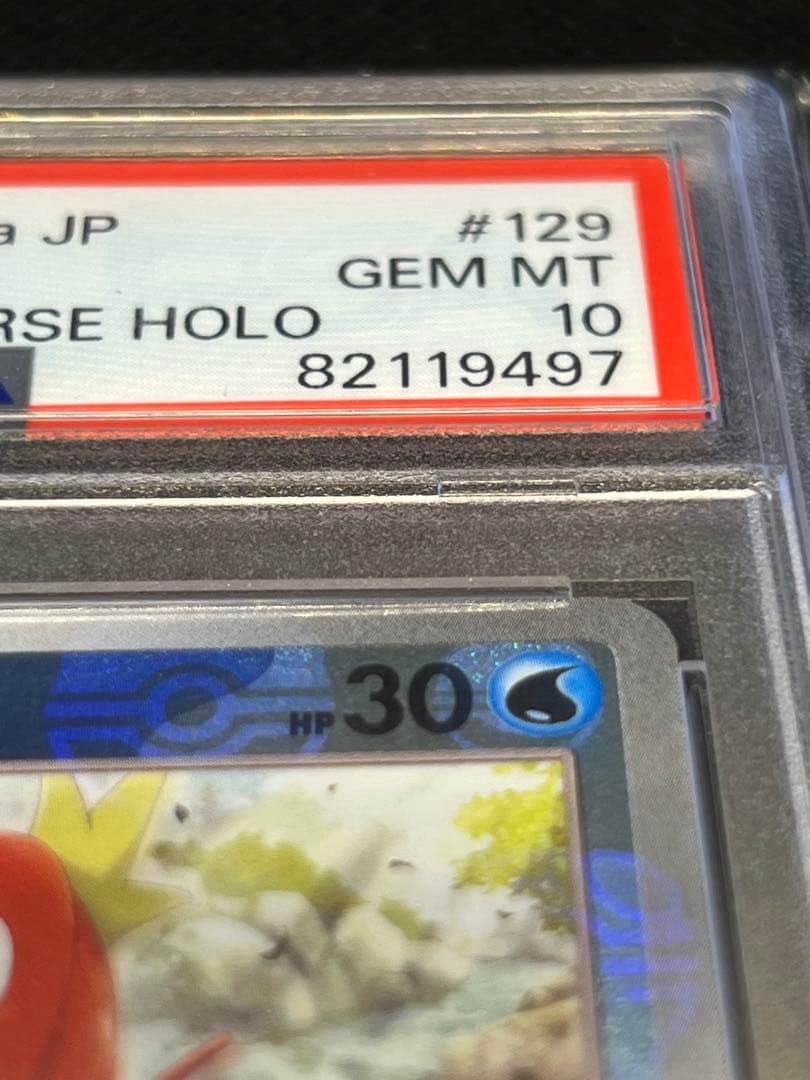 a JP #129
GEM MT
RSE HOLO 10
82119497
HP 30